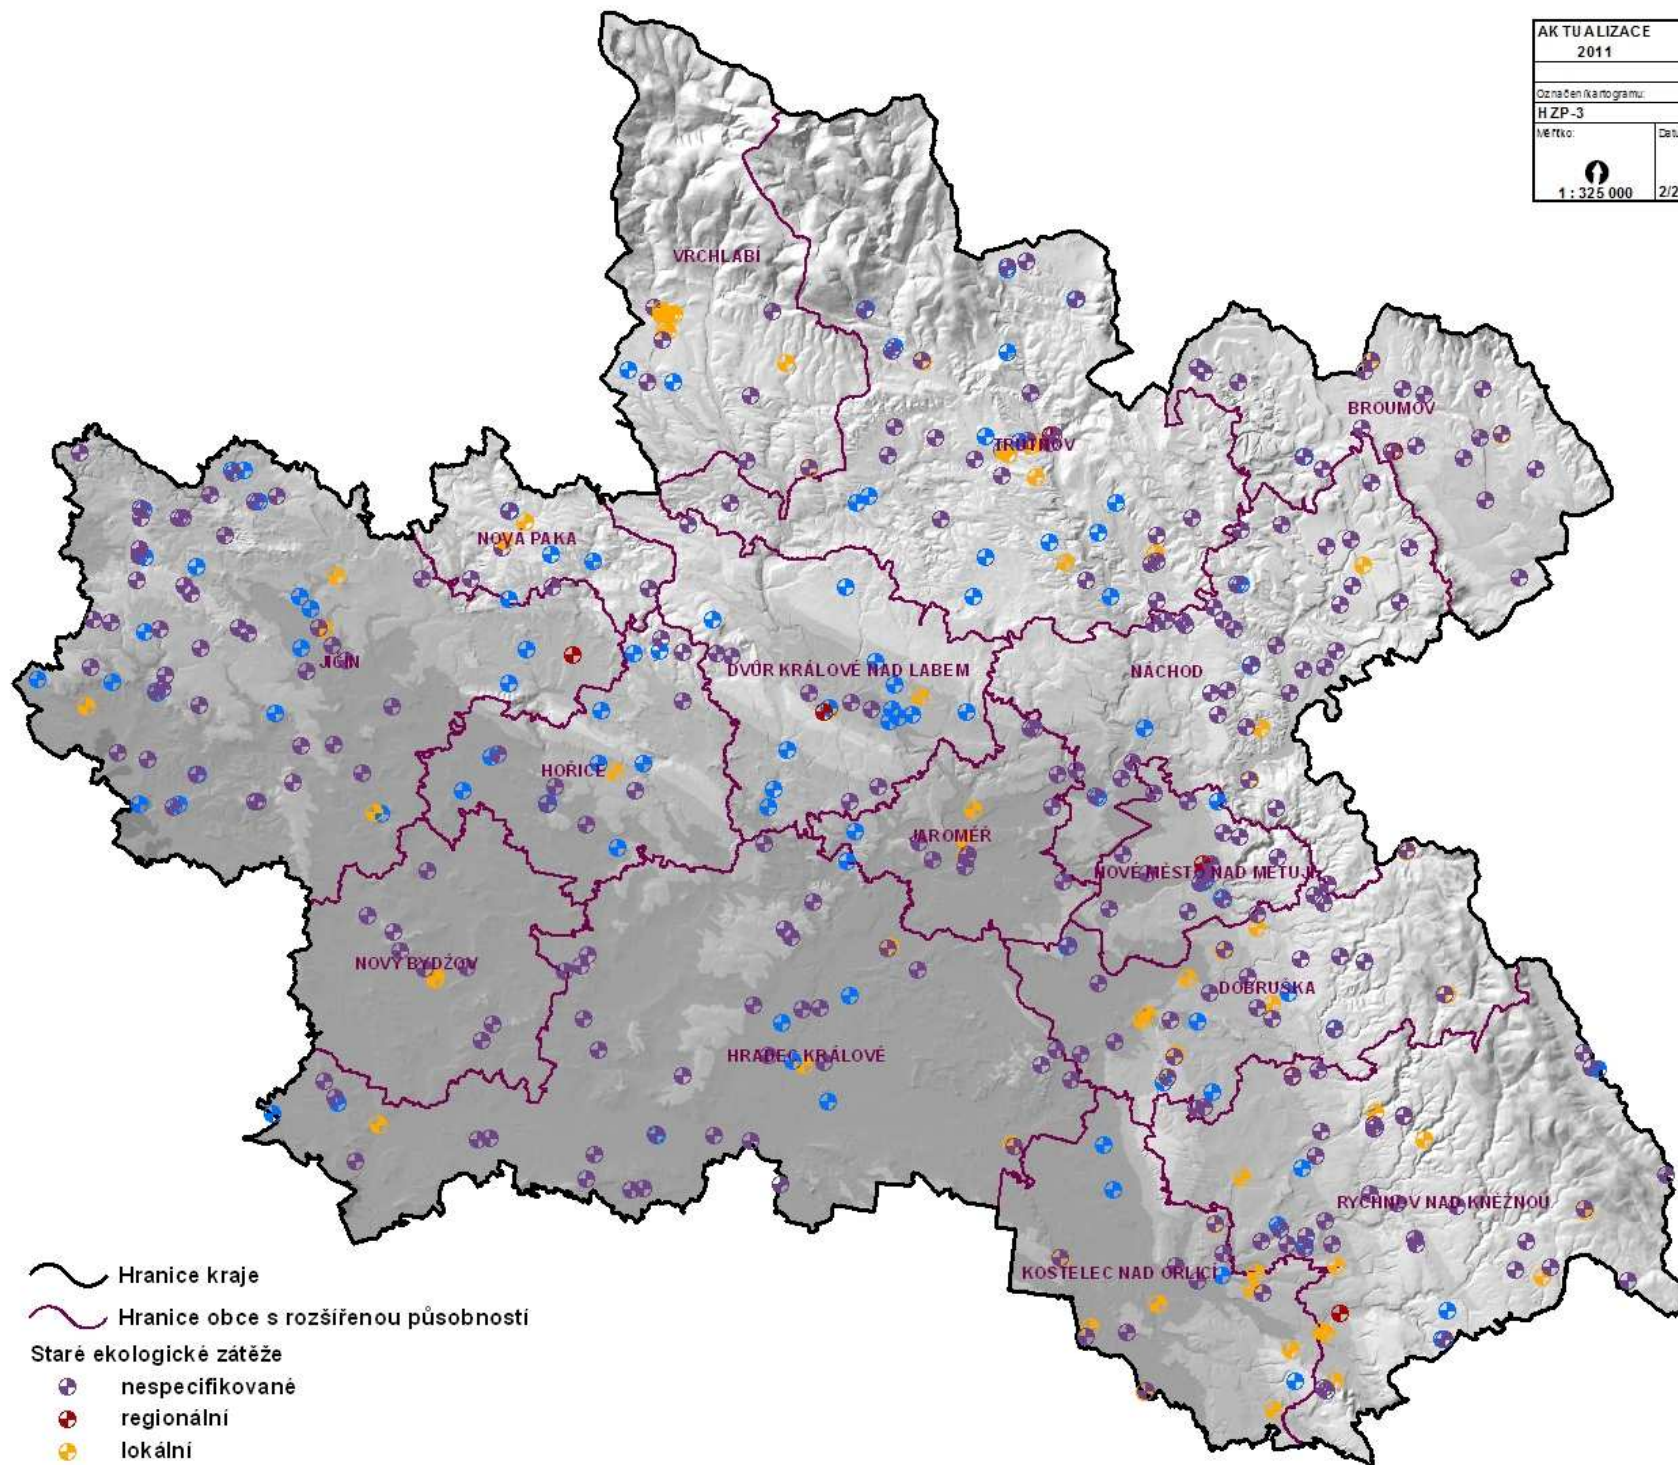 AKTUALIZACE
2011
Označení kartogramu:
HZP-3
Měřítko:
1 : 325 000
2/2
VRCHLABÍ
BROUMOV
TRUTNOV
NOVÁ PAKA
JIČÍN
DVŮR KRÁLOVÉ NAD LABEM
NÁCHOD
HOŘICE
JAROMĚŘ
NOVÉ MĚSTO NAD METUJÍ
NOVÝ BYDŽOV
DOBRUŠKA
HRADEC KRÁLOVÉ
RYCHNOV NAD KNĚŽNOU
KOSTELEC NAD ORLICÍ
Hranice kraje
Hranice obce s rozšířenou působností
Staré ekologické zátěže
nespecifikované
regionální
lokální